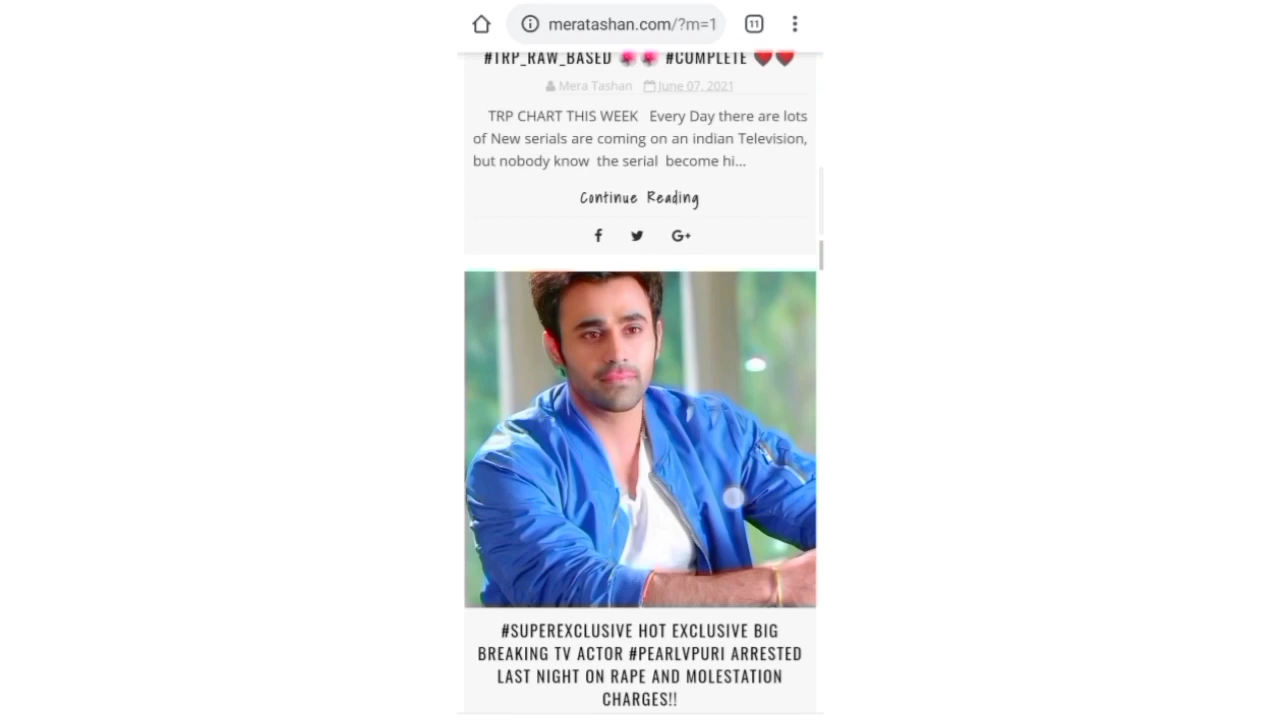 meratashan.com/?m=1
11
#TRP_RAW_BASED 🌹🌹 #COMPLETE ❤️❤️
Mera Tashan June 07, 2021
TRP CHART THIS WEEK Every Day there are lots
of New serials are coming on an indian Television,
but nobody know the serial become hi...
Continue Reading
f G+
#SUPEREXCLUSIVE HOT EXCLUSIVE BIG
BREAKING TV ACTOR #PEARLVPURI ARRESTED
LAST NIGHT ON RAPE AND MOLESTATION
CHARGES!!